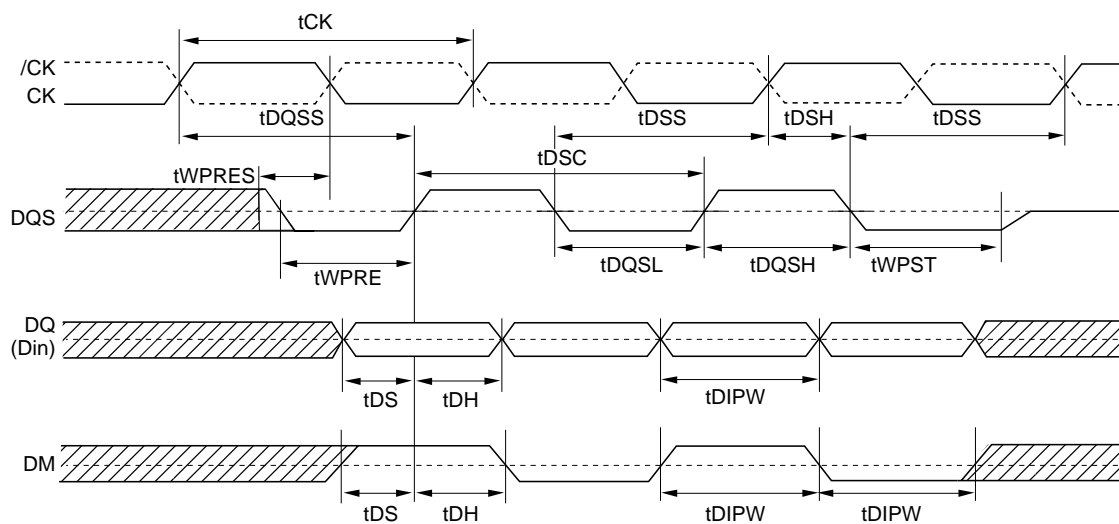 tCK
/CK
CK
tDQSS
tDSS
tDSH
tDSS
tWPRES
tDSC
DQS
tWPRE
tDQSL
tDQSH
tWPST
DQ
(Din)
tDS
tDH
tDIPW
DM
tDS
tDH
tDIPW
tDIPW